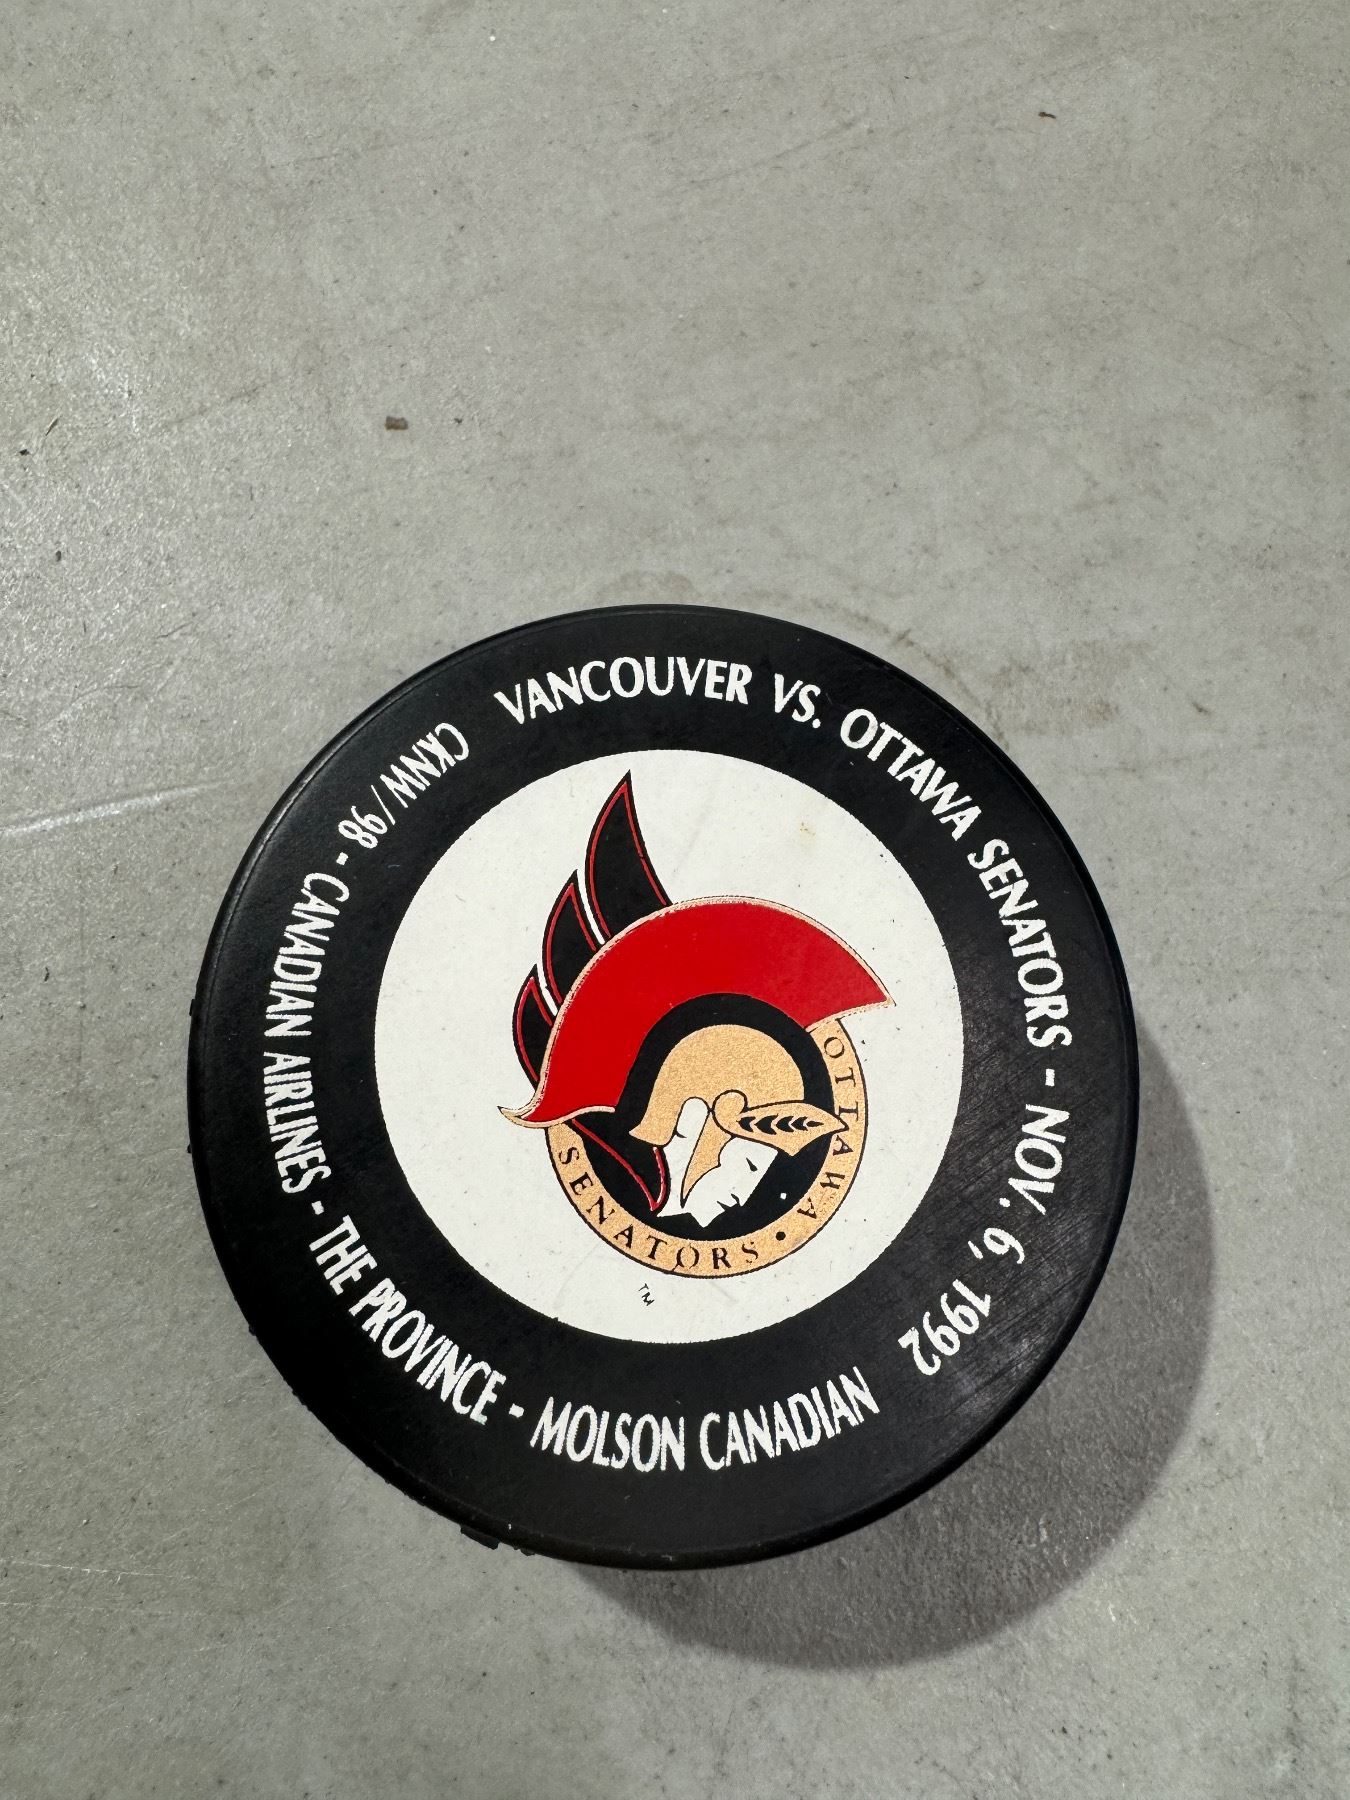 VANCOUVER VS. OTTAWA SENATORS - NOV. 6, 1992
CKNW/98 - CANADIAN AIRLINES - THE PROVINCE - MOLSON CANADIAN
OTTAWA • SENATORS
TM